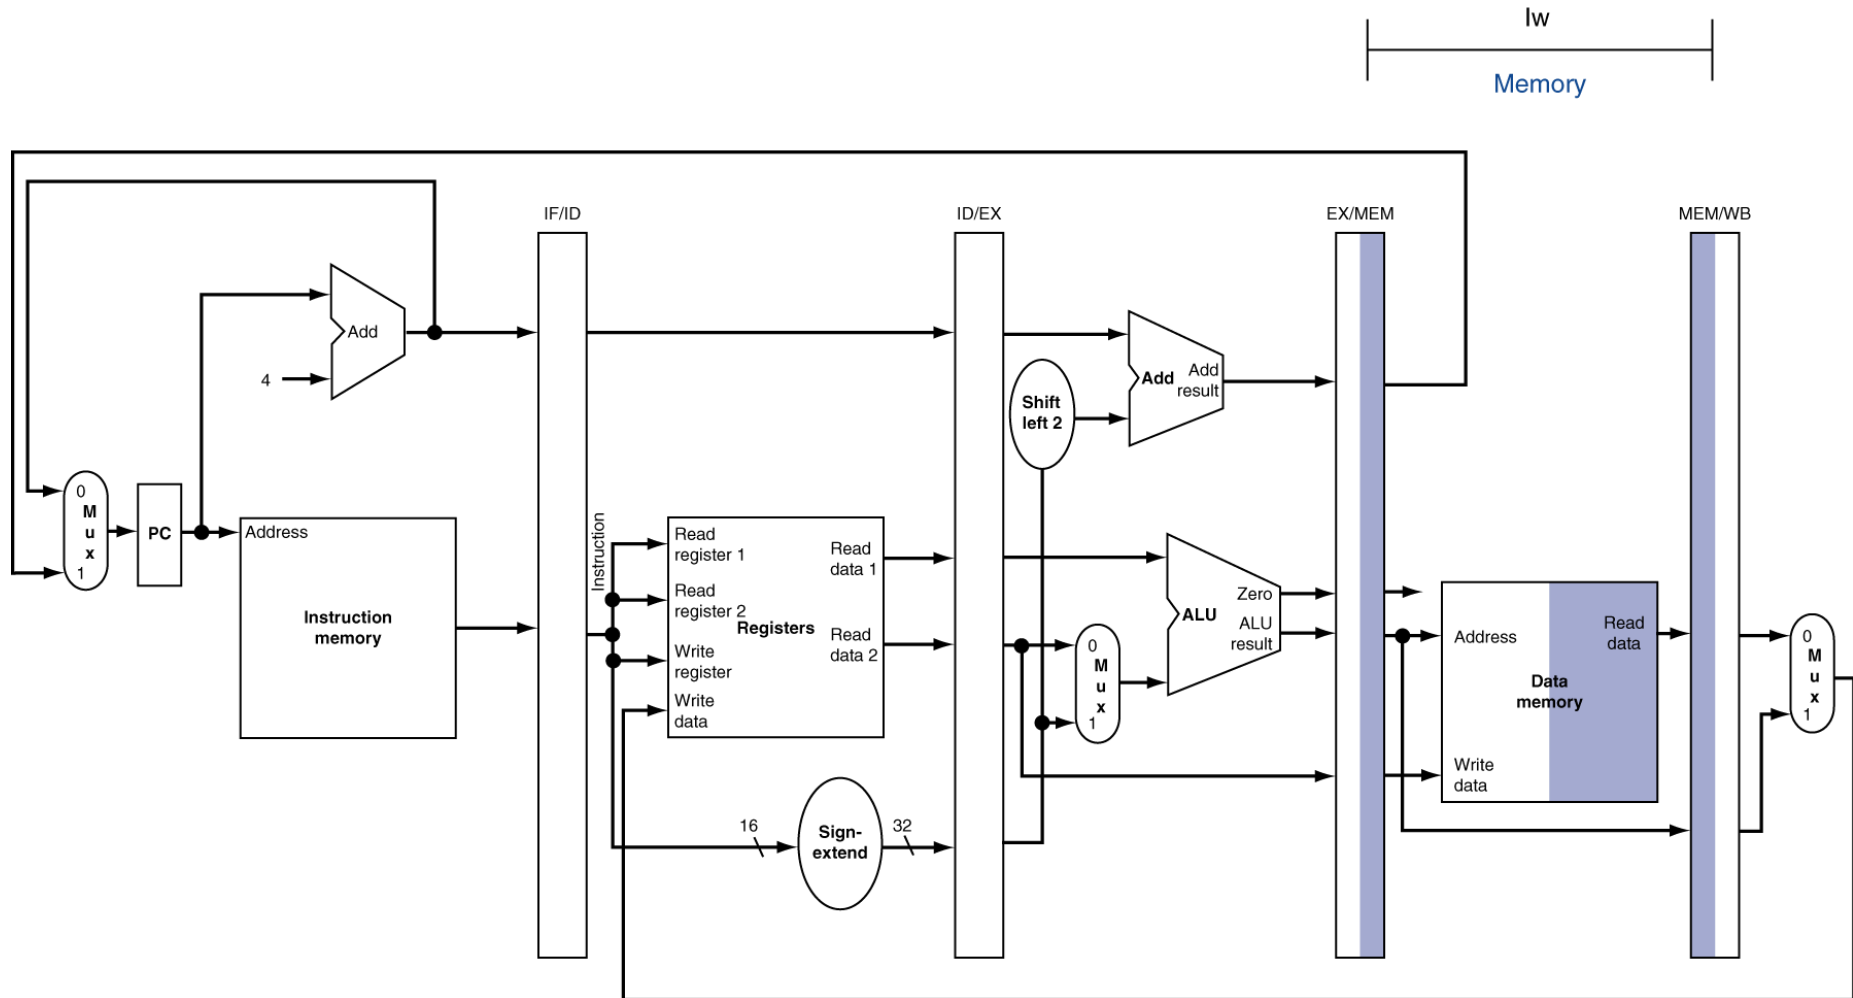 lw
Memory
IF/ID
ID/EX
EX/MEM
MEM/WB
Add
4
Shift
left 2
Add
Add
result
0
M
u
x
1
PC
Address
Instruction
memory
Instruction
Read
register 1
Read
register 2
Write
register
Write
data
Registers
Read
data 1
Read
data 2
16
Sign-
extend
32
0
M
u
x
1
ALU
Zero
ALU
result
Address
Read
data
Data
memory
Write
data
0
M
u
x
1